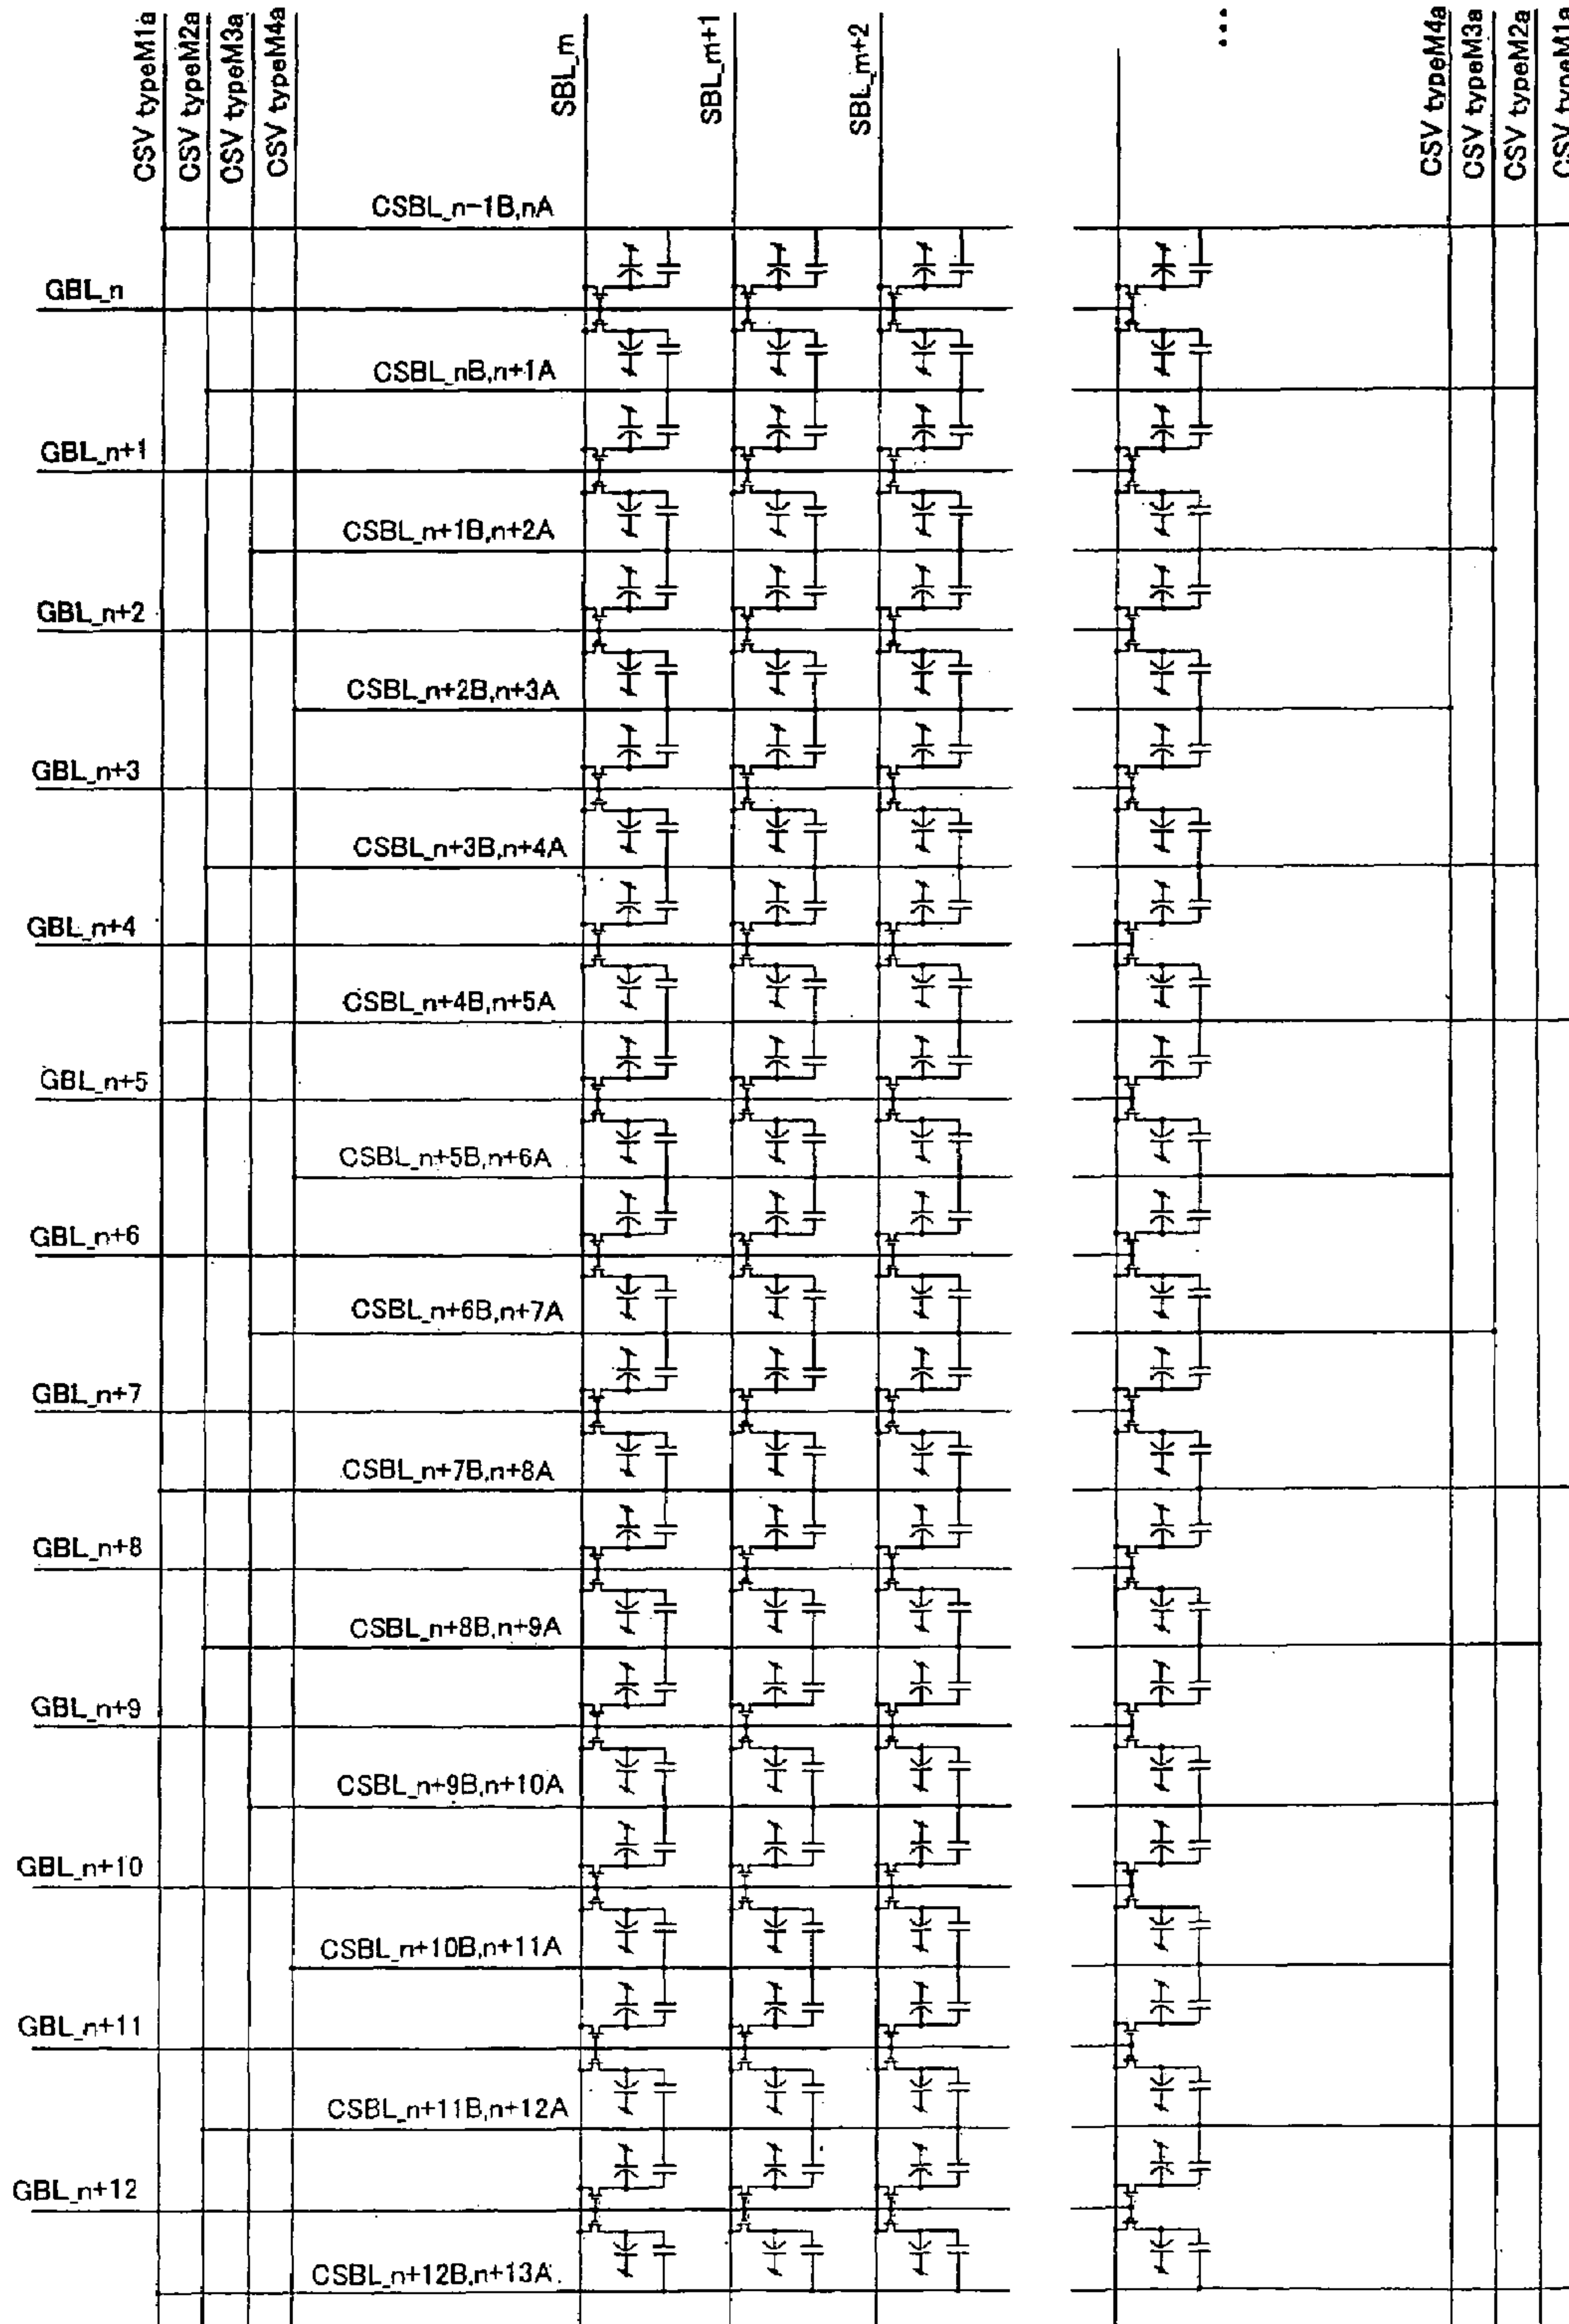 CSV typeM1a
CSV typeM2a
CSV typeM3a
CSV typeM4a
SBL_m
SBL_m+1
SBL_m+2
...
CSV typeM4a
CSV typeM3a
CSV typeM2a
CSV typeM1a
CSBL_n-1B,nA
GBL_n
CSBL_nB,n+1A
GBL_n+1
CSBL_n+1B,n+2A
GBL_n+2
CSBL_n+2B,n+3A
GBL_n+3
CSBL_n+3B,n+4A
GBL_n+4
CSBL_n+4B,n+5A
GBL_n+5
CSBL_n+5B,n+6A
GBL_n+6
CSBL_n+6B,n+7A
GBL_n+7
CSBL_n+7B,n+8A
GBL_n+8
CSBL_n+8B,n+9A
GBL_n+9
CSBL_n+9B,n+10A
GBL_n+10
CSBL_n+10B,n+11A
GBL_n+11
CSBL_n+11B,n+12A
GBL_n+12
CSBL_n+12B,n+13A